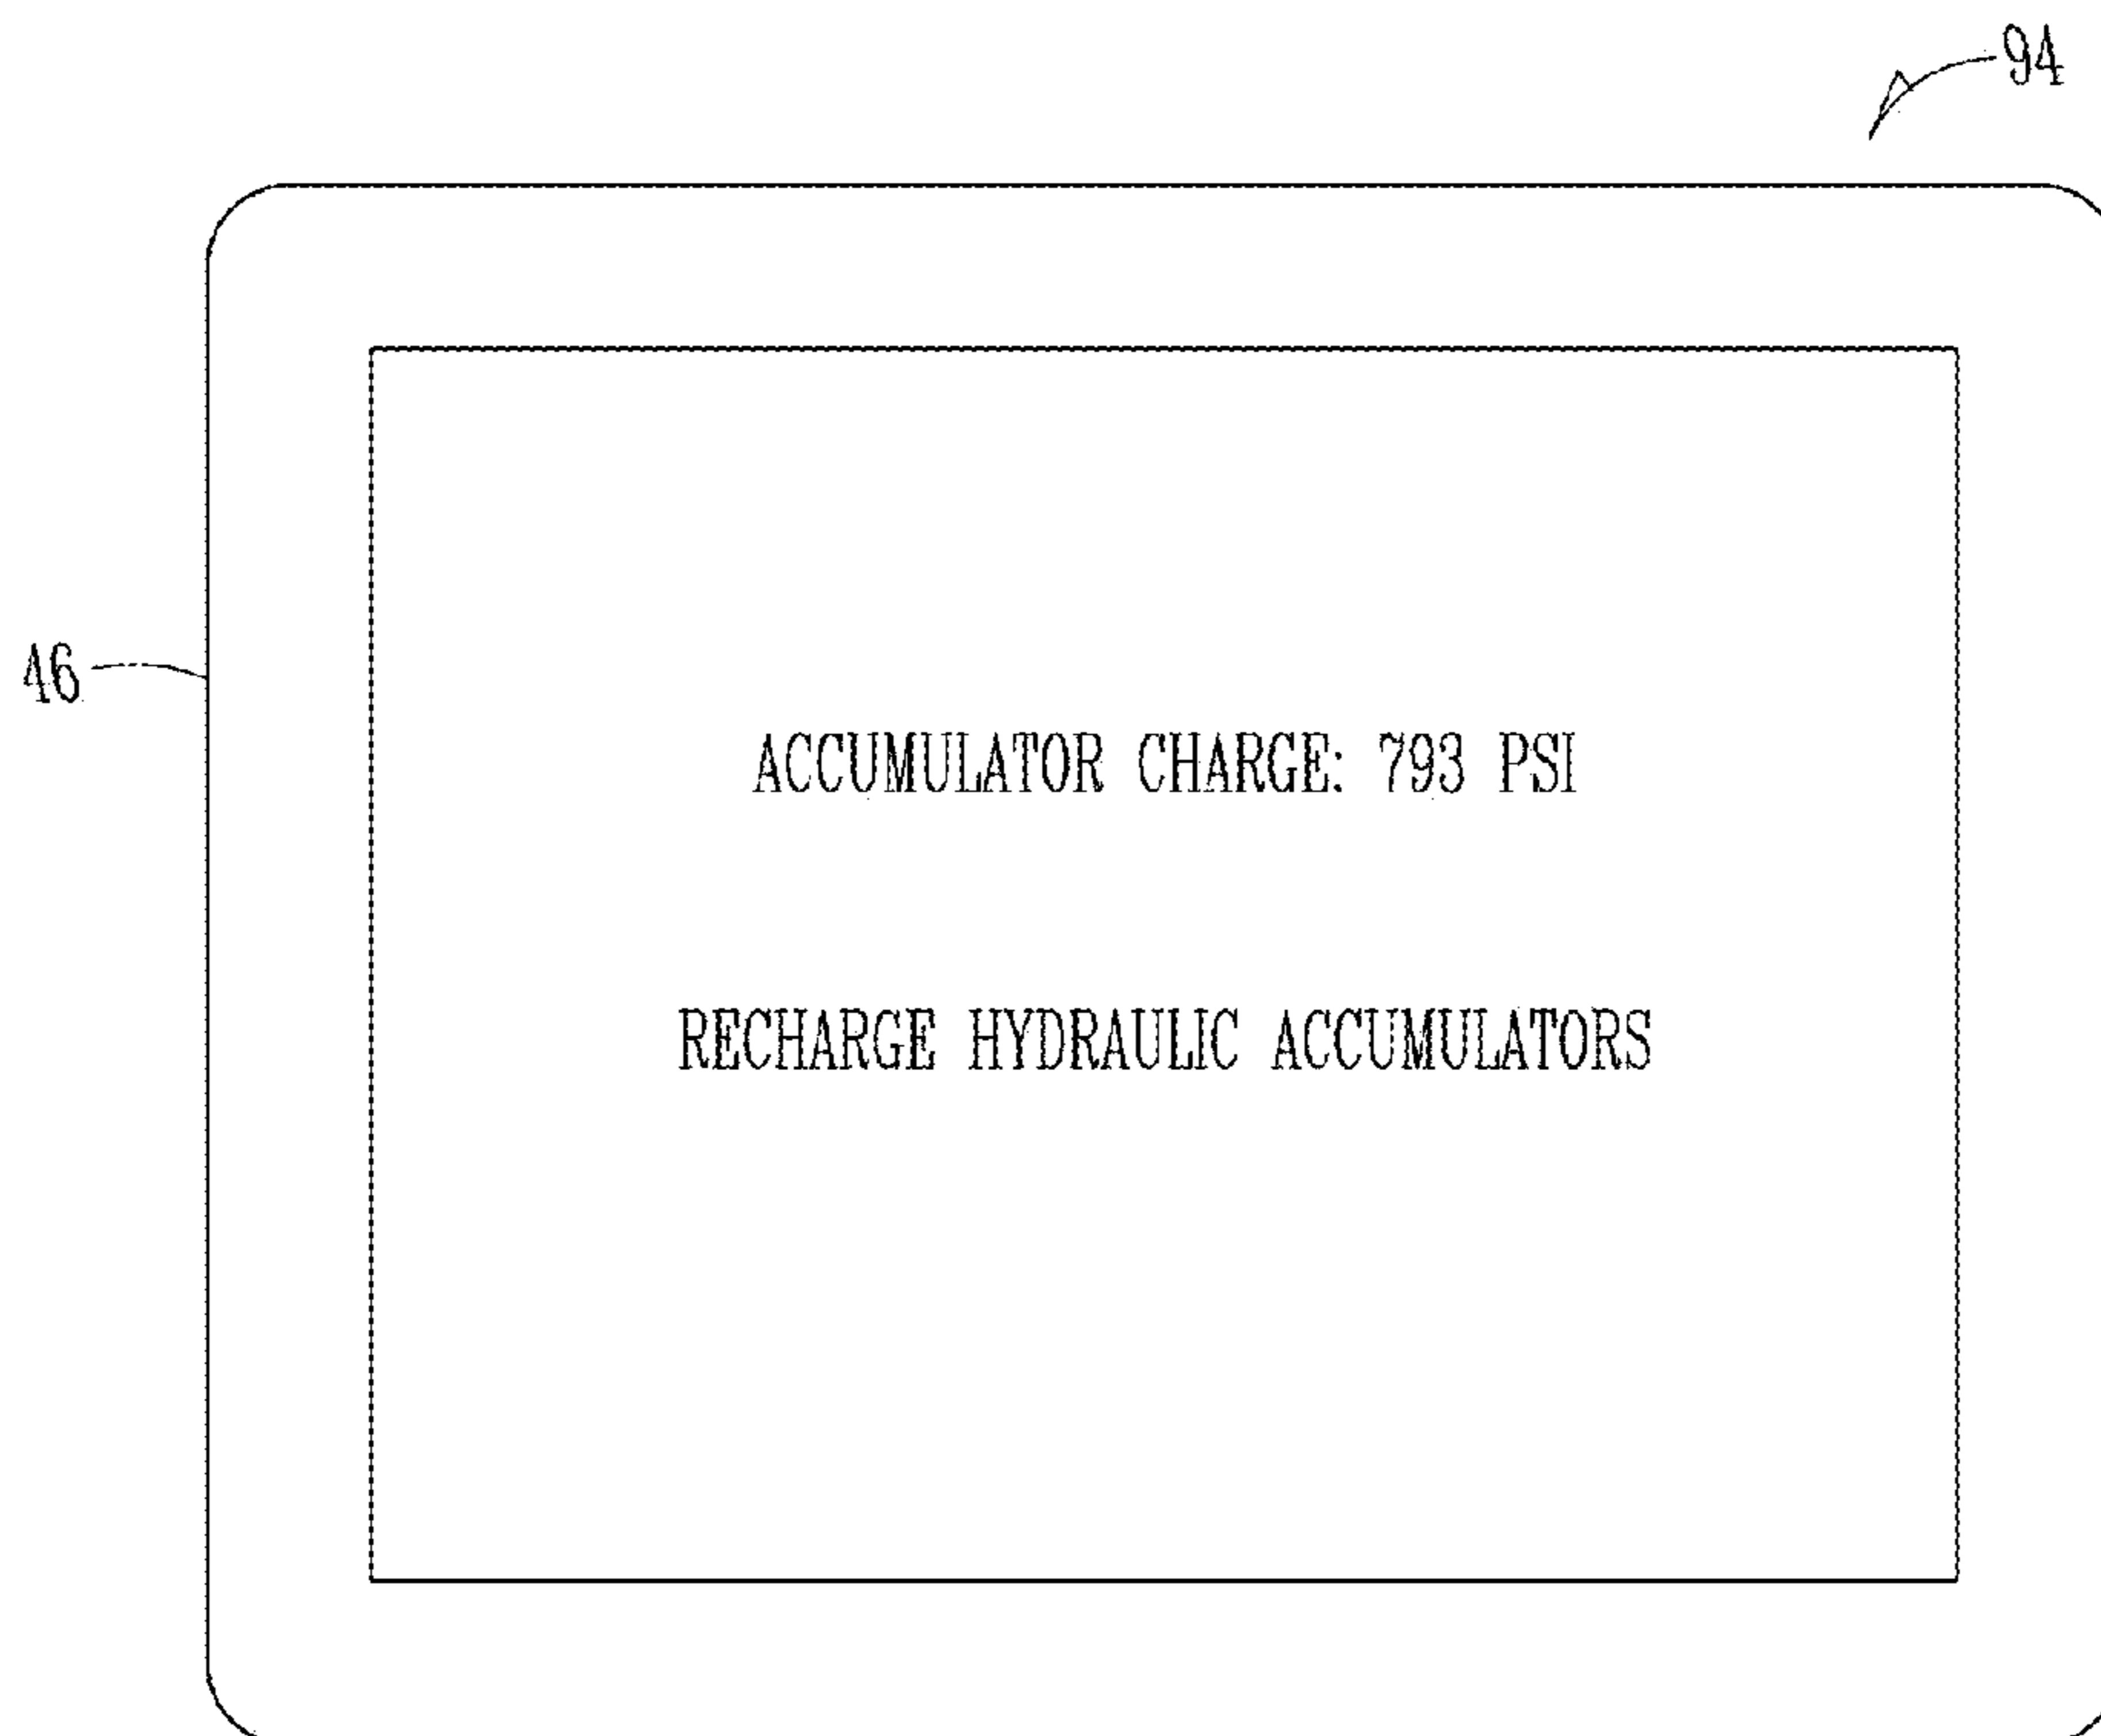 94
46
ACCUMULATOR CHARGE: 793 PSI
RECHARGE HYDRAULIC ACCUMULATORS